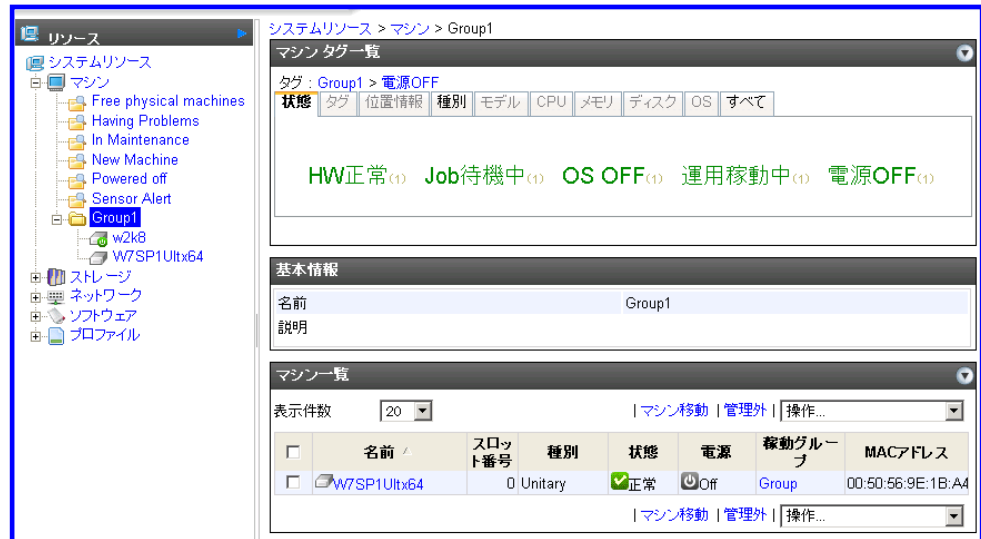 リソース
システムリソース
マシン
Free physical machines
Having Problems
In Maintenance
New Machine
Powered off
Sensor Alert
Group1
w2k8
W7SP1Ultx64
ストレージ
ネットワーク
ソフトウェア
プロファイル
システムリソース > マシン > Group1
マシン タグ一覧
タグ : Group1 > 電源OFF
状態 タグ 位置情報 種別 モデル CPU メモリ ディスク OS すべて
HW正常(1) Job待機中(1) OS OFF(1) 運用稼動中(1) 電源OFF(1)
基本情報
名前 Group1
説明
マシン一覧
表示件数 20 | マシン移動 | 管理外 | 操作...
名前 スロット番号 種別 状態 電源 稼動グループ MACアドレス
W7SP1Ultx64 0 Unitary 正常 Off Group 00:50:56:9E:1B:A4
| マシン移動 | 管理外 | 操作...